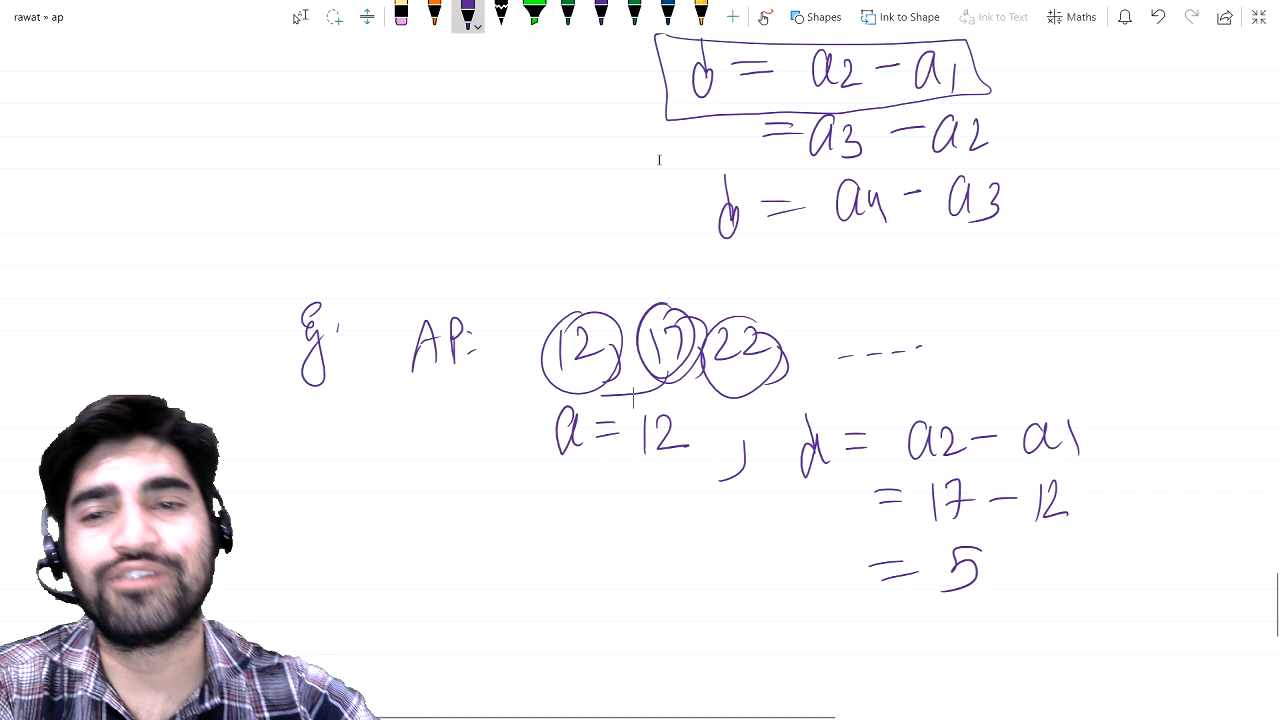 rawat » ap
Shapes Ink to Shape Ink to Text Maths
d = a2 - a1
= a3 - a2
d = a4 - a3
Eg. AP: 12, 17, 22, ----
a = 12, d = a2 - a1
= 17 - 12
= 5